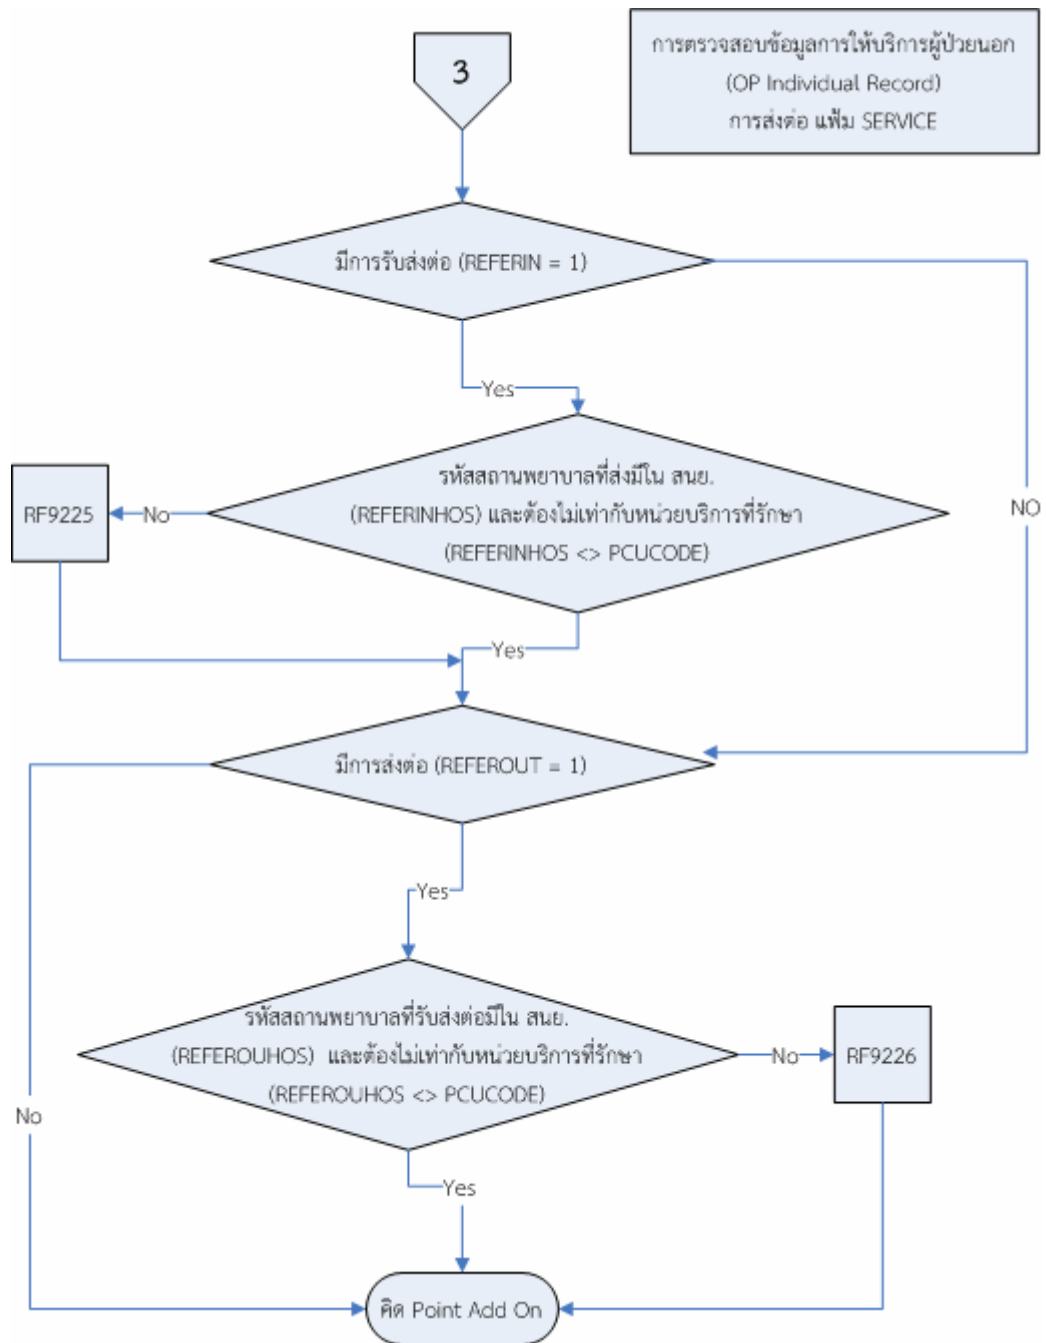 3
การตรวจสอบข้อมูลการให้บริการผู้ป่วยนอก
(OP Individual Record)
การส่งต่อ แฟ้ม SERVICE
มีการรับส่งต่อ (REFERIN = 1)
Yes
รหัสสถานพยาบาลที่ส่งมีใน สนย.
(REFERINHOS) และต้องไม่เท่ากับหน่วยบริการที่รักษา
(REFERINHOS <> PCUCODE)
No
RF9225
NO
Yes
มีการส่งต่อ (REFEROUT = 1)
Yes
รหัสสถานพยาบาลที่รับส่งต่อมีใน สนย.
(REFEROUHOS) และต้องไม่เท่ากับหน่วยบริการที่รักษา
(REFEROUHOS <> PCUCODE)
No
RF9226
No
Yes
คิด Point Add On